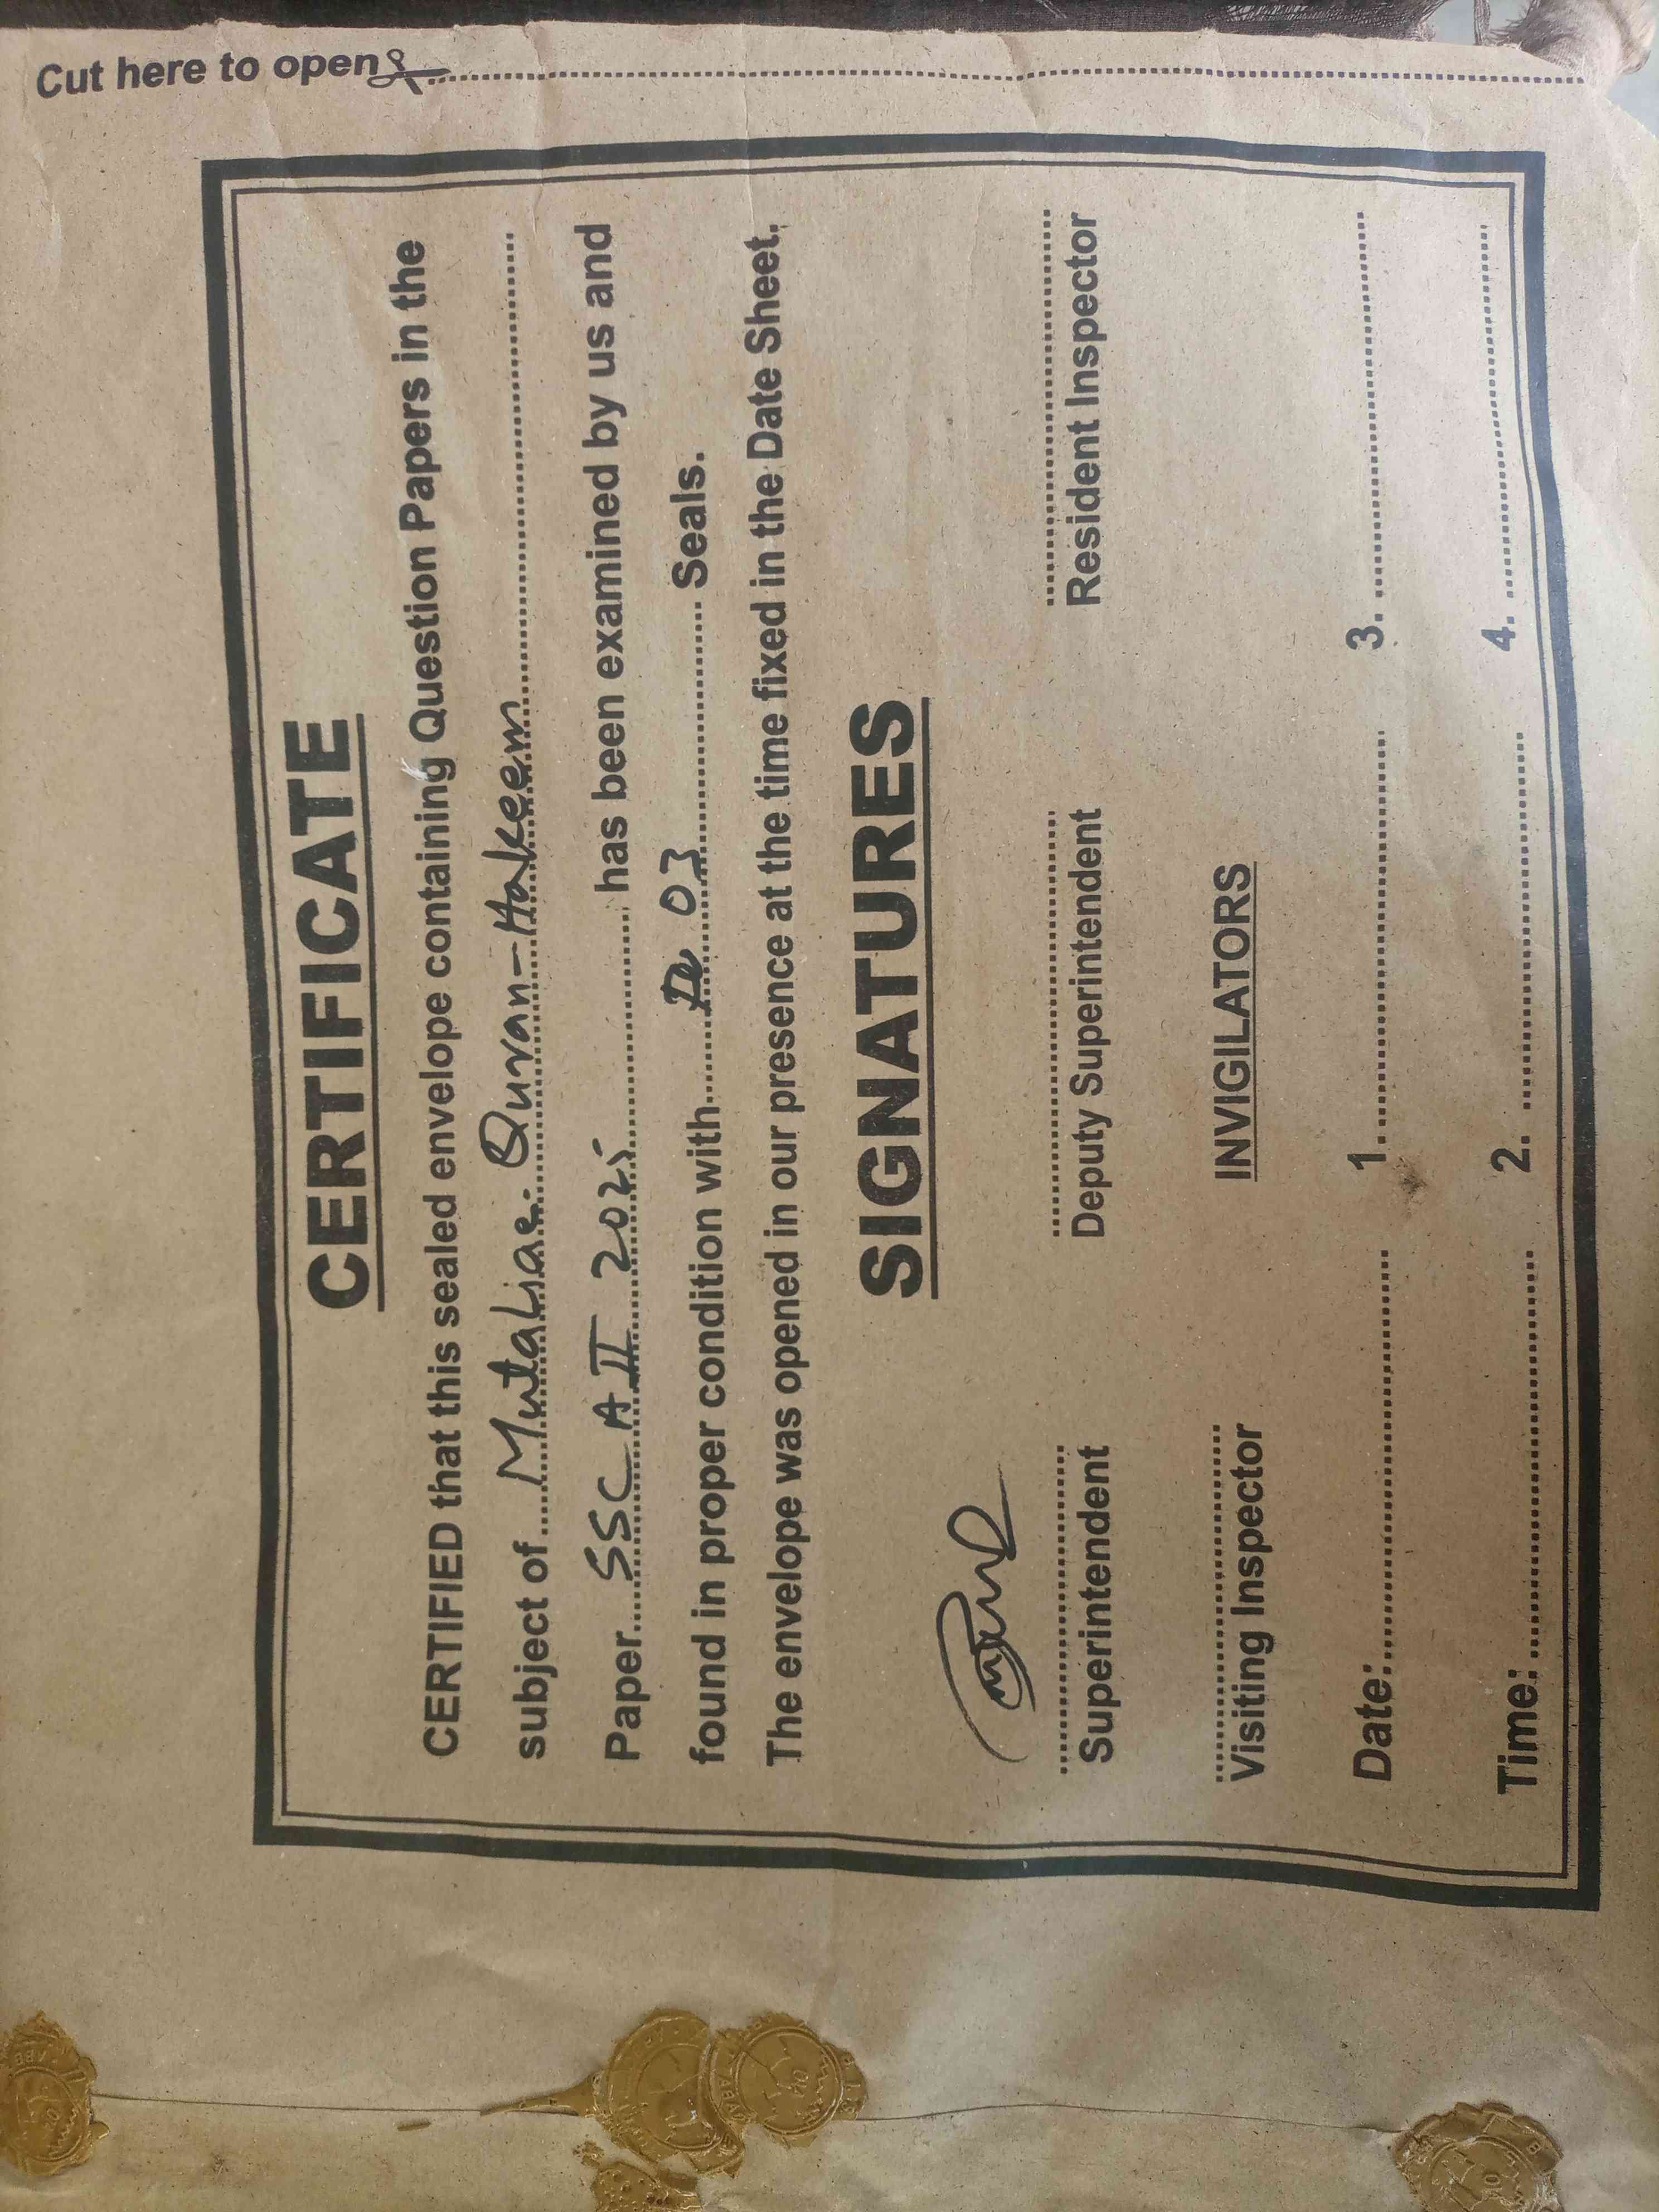 Cut here to open
CERTIFICATE
CERTIFIED that this sealed envelope containing Question Papers in the
subject of Mutaliae-Quran-Hakeem
Paper SSC A II 2025 has been examined by us and
found in proper condition with 03 Seals.
The envelope was opened in our presence at the time fixed in the Date Sheet.
SIGNATURES
Superintendent Deputy Superintendent Resident Inspector
Visiting Inspector INVIGILATORS
Date: 1. 3.
Time: 2. 4.